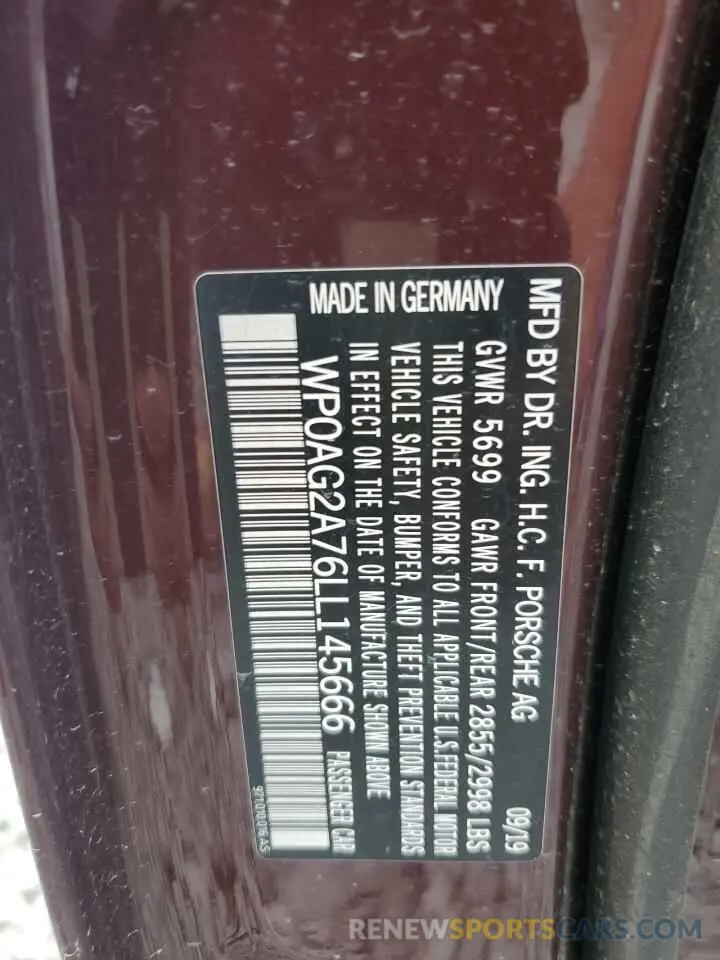 MFD BY DR. ING. H.C. F. PORSCHE AG 09/19
GVWR 5699 GAWR FRONT/REAR 2855/2998 LBS
THIS VEHICLE CONFORMS TO ALL APPLICABLE U.S.FEDERAL MOTOR
VEHICLE SAFETY, BUMPER, AND THEFT PREVENTION STANDARDS
IN EFFECT ON THE DATE OF MANUFACTURE SHOWN ABOVE
WP0AG2A76LL145666 PASSENGER CAR
MADE IN GERMANY
RENEWSPORTSCARS.COM